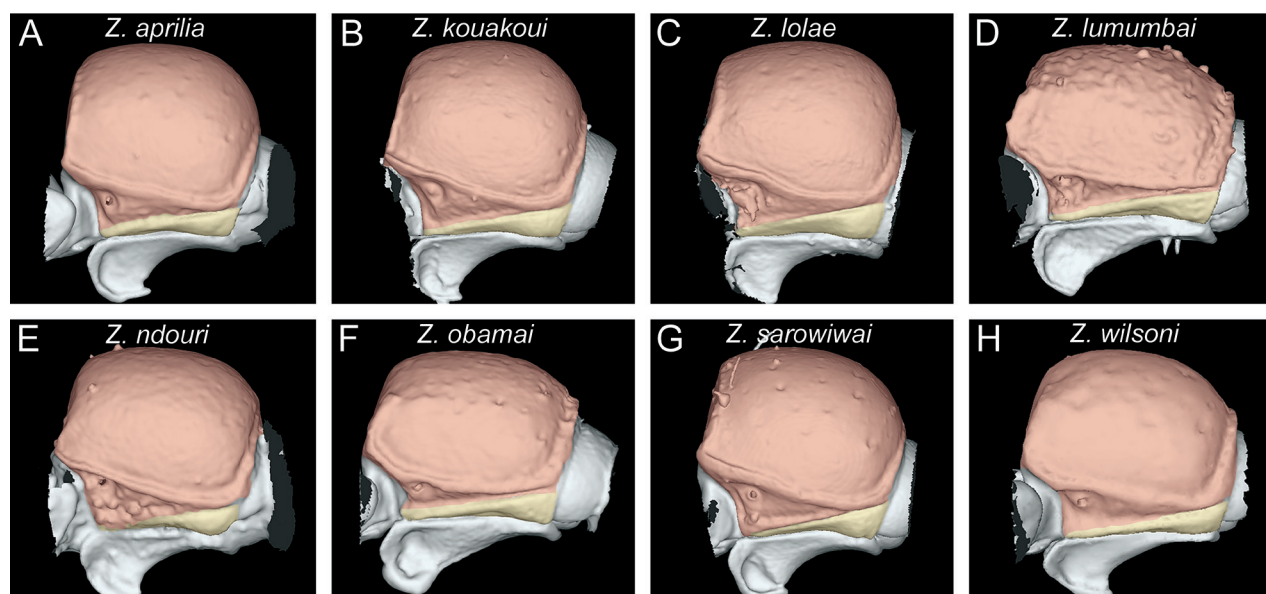 A Z. aprilia
B Z. kouakoui
C Z. lolae
D Z. lumumbai
E Z. ndouri
F Z. obamai
G Z. sarowiwai
H Z. wilsoni